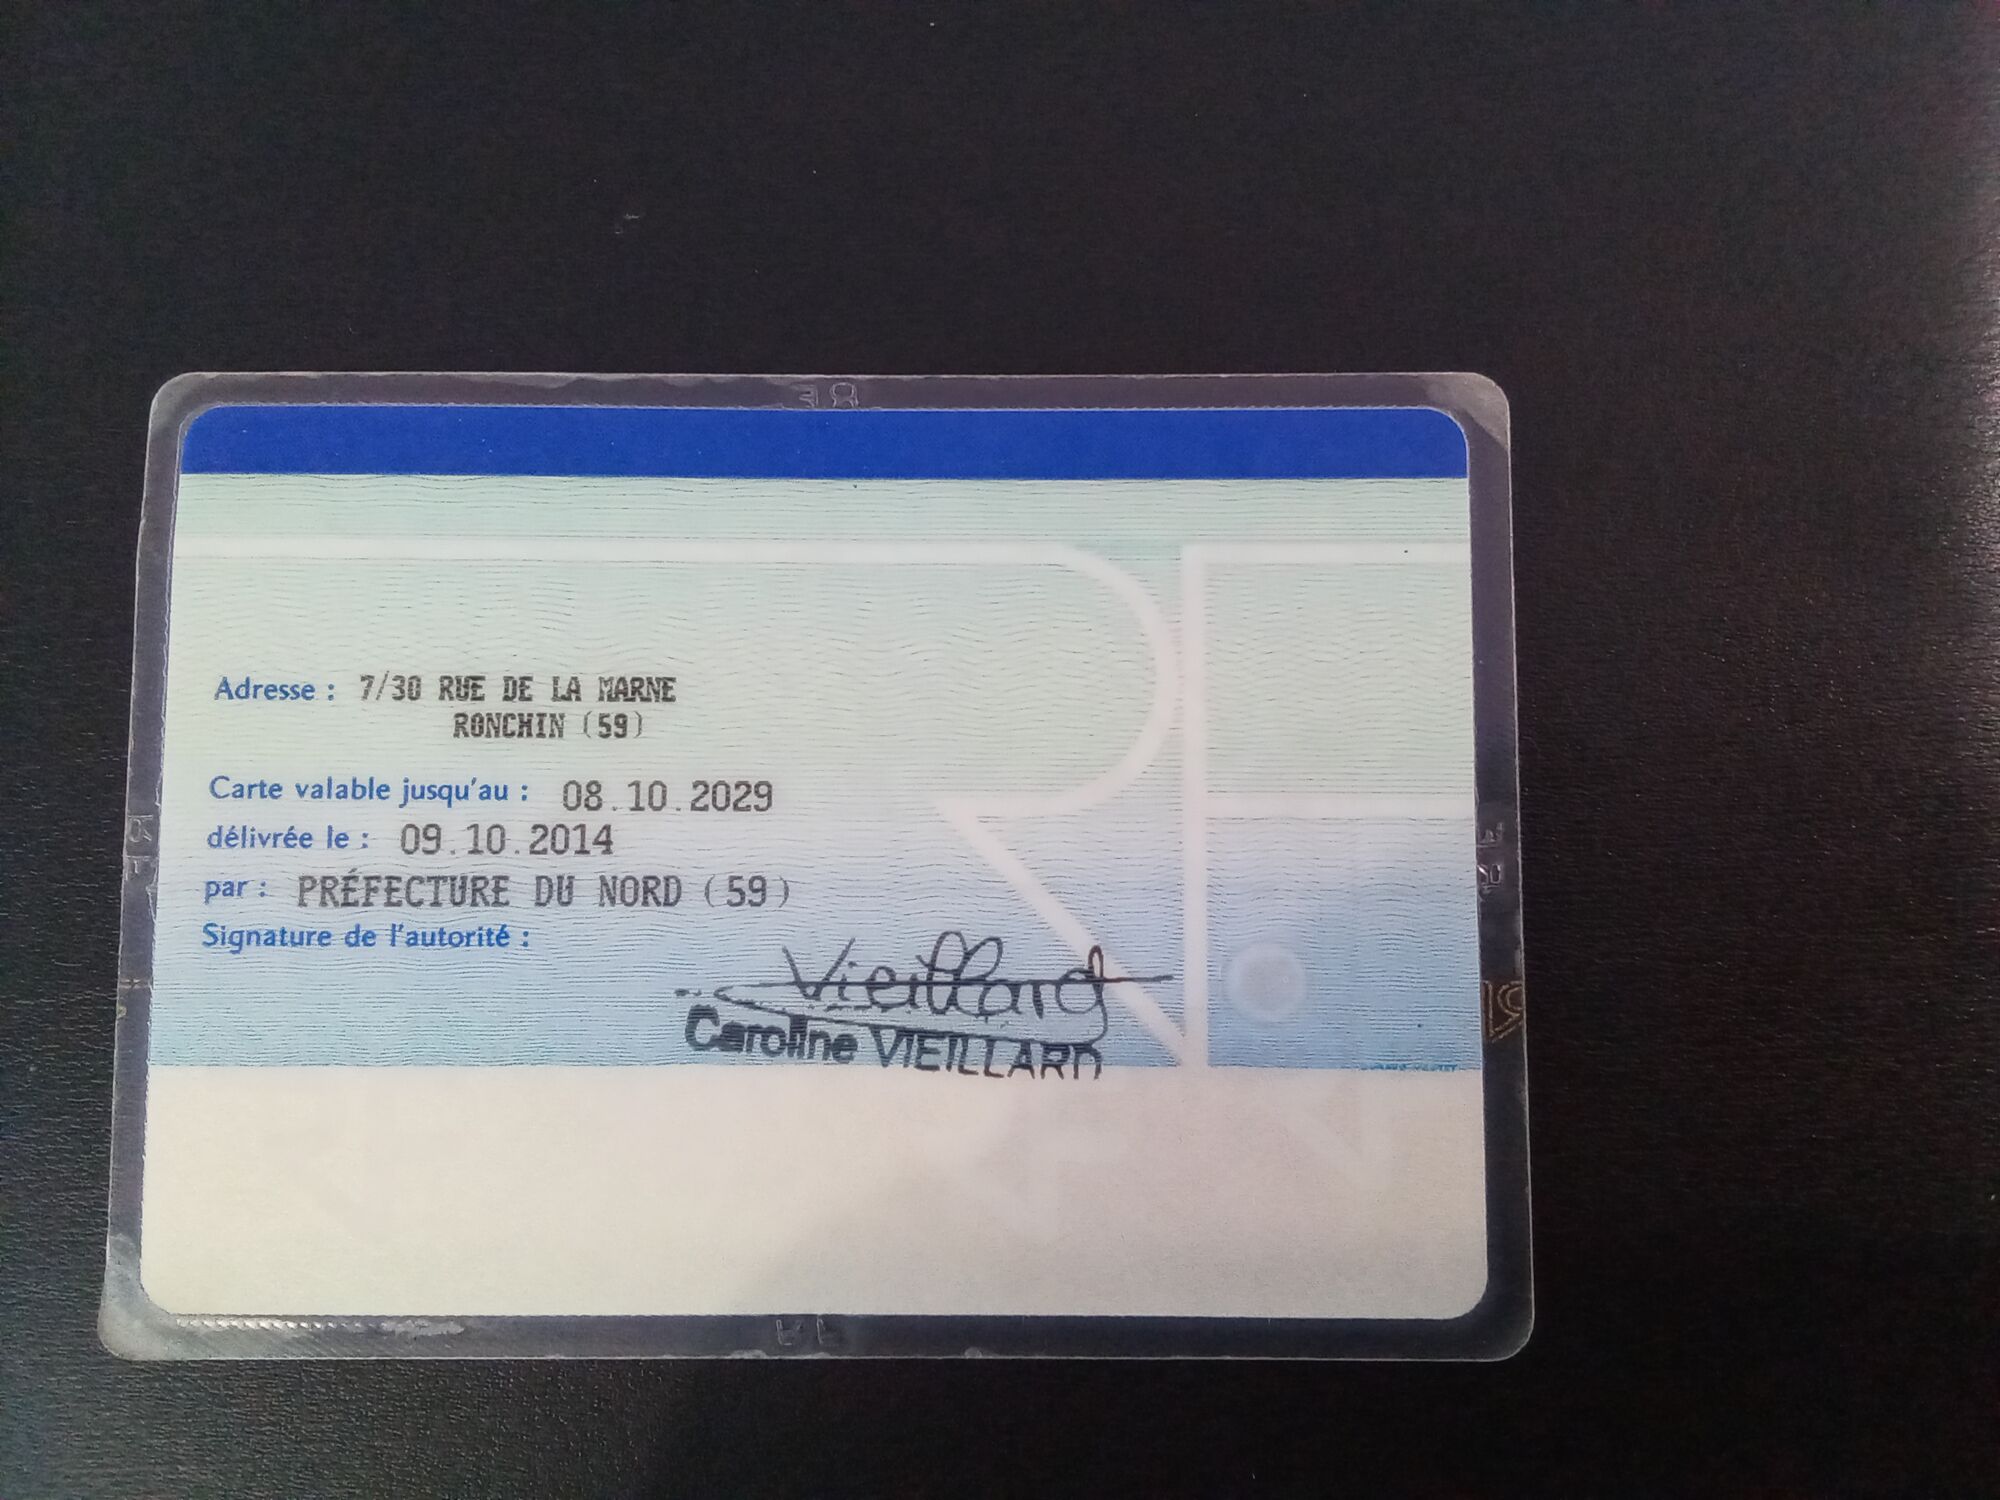 Adresse : 7/30 RUE DE LA MARNE
RONCHIN (59)
Carte valable jusqu'au : 08.10.2029
délivrée le : 09.10.2014
par : PRÉFECTURE DU NORD (59)
Signature de l'autorité :
Vieillard
Caroline VIEILLARD